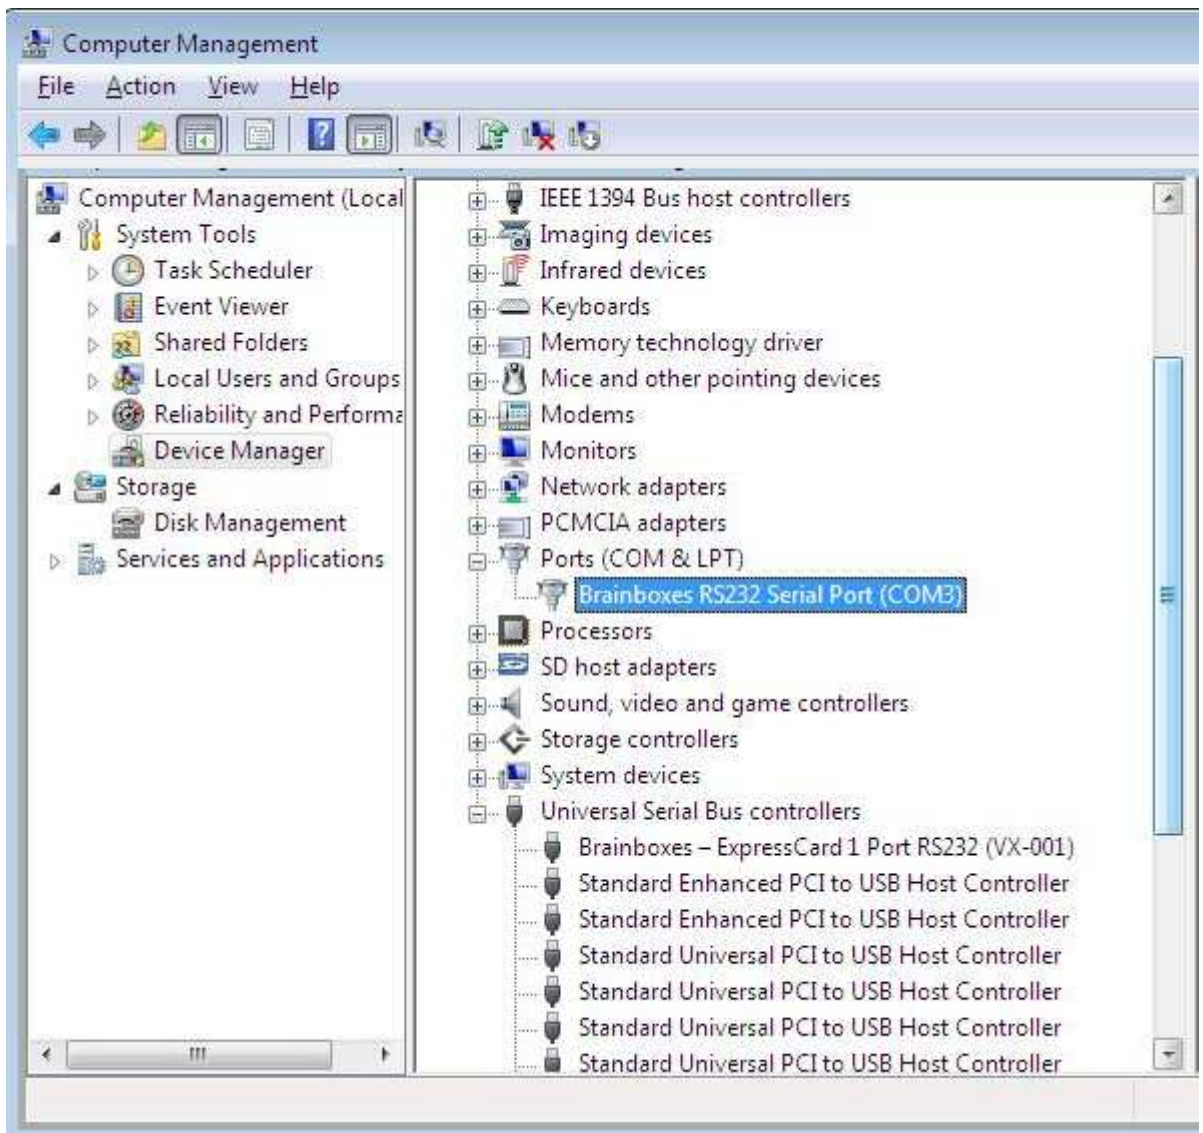 Computer Management
File Action View Help
Computer Management (Local
System Tools
Task Scheduler
Event Viewer
Shared Folders
Local Users and Groups
Reliability and Performa
Device Manager
Storage
Disk Management
Services and Applications
IEEE 1394 Bus host controllers
Imaging devices
Infrared devices
Keyboards
Memory technology driver
Mice and other pointing devices
Modems
Monitors
Network adapters
PCMCIA adapters
Ports (COM & LPT)
Brainboxes RS232 Serial Port (COM3)
Processors
SD host adapters
Sound, video and game controllers
Storage controllers
System devices
Universal Serial Bus controllers
Brainboxes – ExpressCard 1 Port RS232 (VX-001)
Standard Enhanced PCI to USB Host Controller
Standard Enhanced PCI to USB Host Controller
Standard Universal PCI to USB Host Controller
Standard Universal PCI to USB Host Controller
Standard Universal PCI to USB Host Controller
Standard Universal PCI to USB Host Controller